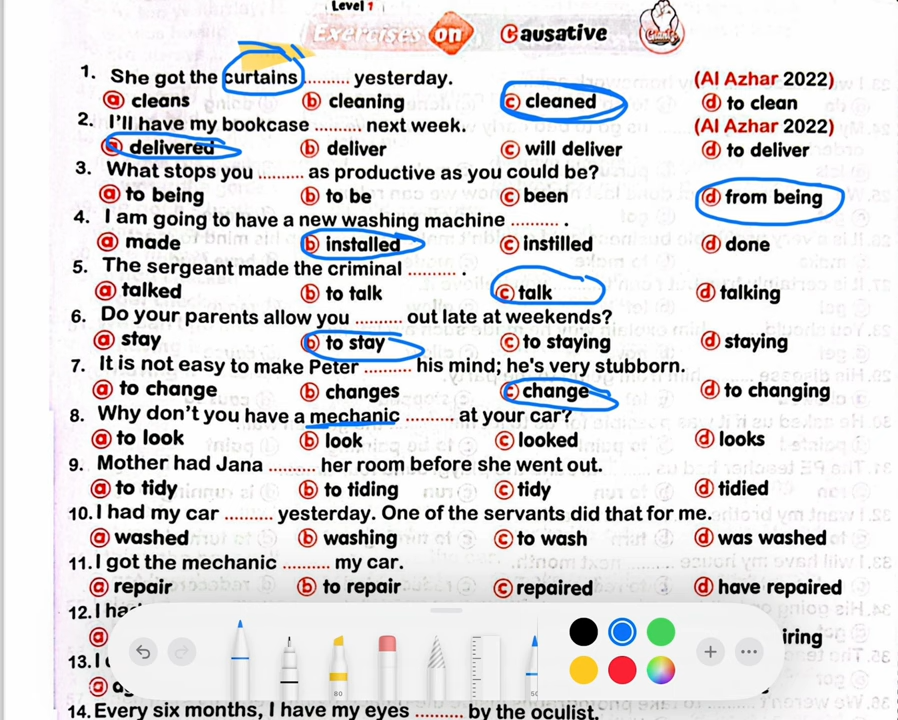 Level 1
Exercises on Causative
1. She got the curtains .......... yesterday. (Al Azhar 2022)
a cleans b cleaning c cleaned d to clean
2. I'll have my bookcase .......... next week. (Al Azhar 2022)
a delivered b deliver c will deliver d to deliver
3. What stops you .......... as productive as you could be?
a to being b to be c been d from being
4. I am going to have a new washing machine .......... .
a made b installed c instilled d done
5. The sergeant made the criminal .......... .
a talked b to talk c talk d talking
6. Do your parents allow you .......... out late at weekends?
a stay b to stay c to staying d staying
7. It is not easy to make Peter .......... his mind; he's very stubborn.
a to change b changes c change d to changing
8. Why don't you have a mechanic .......... at your car?
a to look b look c looked d looks
9. Mother had Jana .......... her room before she went out.
a to tidy b to tiding c tidy d tidied
10. I had my car .......... yesterday. One of the servants did that for me.
a washed b washing c to wash d was washed
11. I got the mechanic .......... my car.
a repair b to repair c repaired d have repaired
12. I
a
13. I
a
14. Every six months, I have my eyes .......... by the oculist.
80